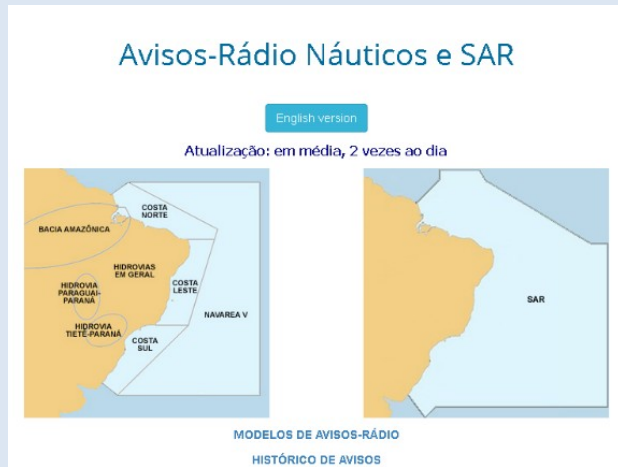 Avisos-Rádio Náuticos e SAR
English version
Atualização: em média, 2 vezes ao dia
COSTA
NORTE
BACIA AMAZÔNICA
HIDROVIAS
EM GERAL
HIDROVIA
PARAGUAI-
PARANÁ
COSTA
LESTE
NAVAREA V
HIDROVIA
TIETÊ-PARANÁ
COSTA
SUL
SAR
MODELOS DE AVISOS-RÁDIO
HISTÓRICO DE AVISOS